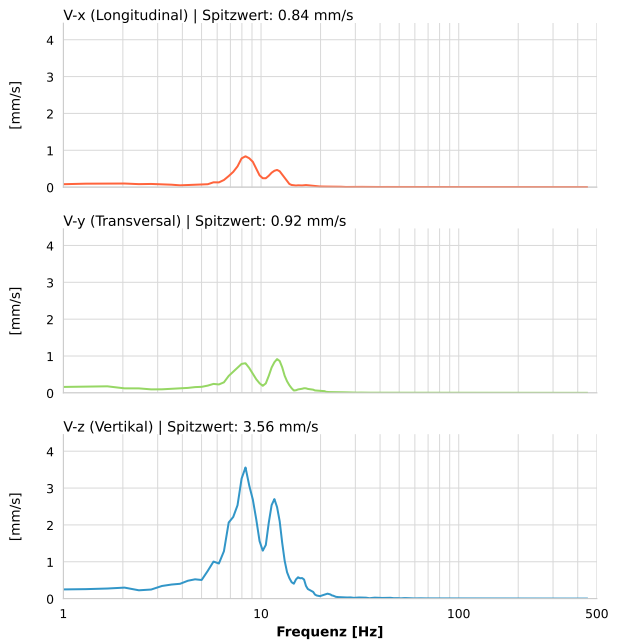 V-x (Longitudinal) | Spitzwert: 0.84 mm/s
4
3
2
1
0
[mm/s]
V-y (Transversal) | Spitzwert: 0.92 mm/s
4
3
2
1
0
[mm/s]
V-z (Vertikal) | Spitzwert: 3.56 mm/s
4
3
2
1
0
[mm/s]
1 10 100 500
Frequenz [Hz]